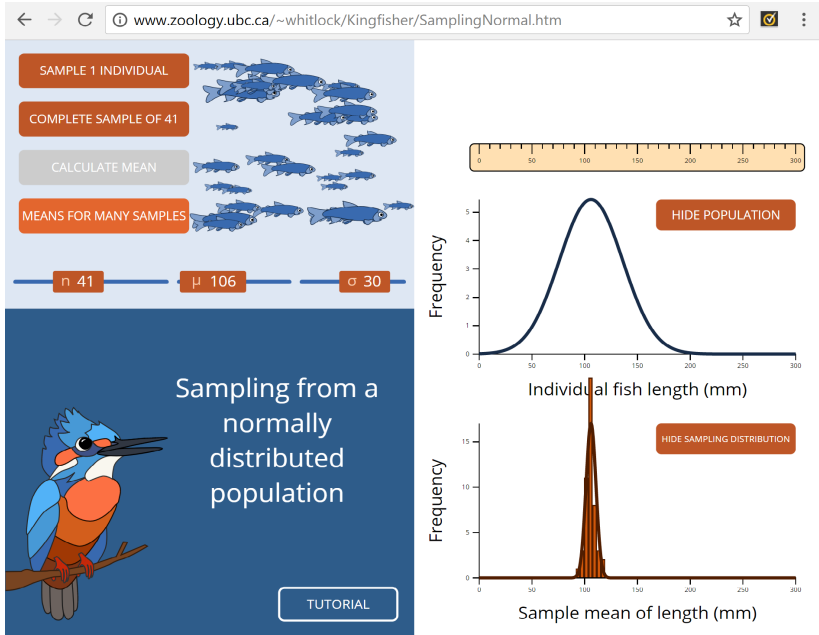 www.zoology.ubc.ca/~whitlock/Kingfisher/SamplingNormal.htm
SAMPLE 1 INDIVIDUAL
COMPLETE SAMPLE OF 41
CALCULATE MEAN
MEANS FOR MANY SAMPLES
n 41
μ 106
σ 30
Sampling from a
normally
distributed
population
TUTORIAL
0 50 100 150 200 250 300
HIDE POPULATION
Frequency
5
4
3
2
1
0
0 50 100 150 200 250 300
Individual fish length (mm)
HIDE SAMPLING DISTRIBUTION
Frequency
15
10
5
0
0 50 100 150 200 250 300
Sample mean of length (mm)